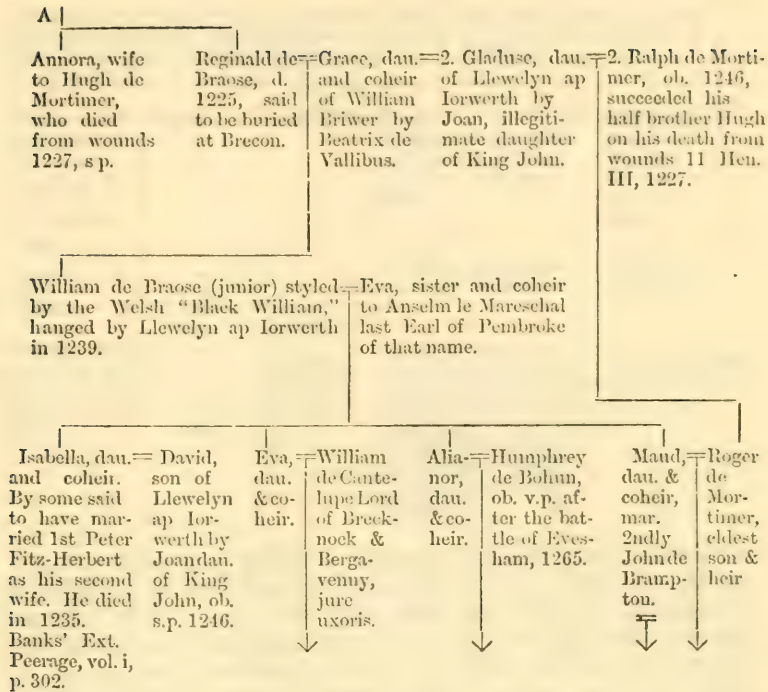 A
Annora, wife
to Hugh de
Mortimer,
who died
from wounds
1227, s p.
Reginald de
Braose, d.
1225, said
to be buried
at Brecon.
Grace, dau.
and coheir
of William
Briwer by
Beatrix de
Vallibus.
2. Gladuse, dau.
of Llewelyn ap
Iorwerth by
Joan, illegiti-
mate daughter
of King John.
2. Ralph de Morti-
mer, ob. 1246,
succeeded his
half brother Hugh
on his death from
wounds 11 Hen.
III, 1227.
William de Braose (junior) styled
by the Welsh “Black William,”
hanged by Llewelyn ap Iorwerth
in 1239.
Eva, sister and coheir
to Anselm le Mareschal
last Earl of Pembroke
of that name.
Isabella, dau.
and coheir.
By some said
to have mar-
ried 1st Peter
Fitz-Herbert
as his second
wife. He died
in 1235.
Banks’ Ext.
Peerage, vol. i,
p. 302.
David,
son of
Llewelyn
ap Ior-
werth by
Joan dau.
of King
John, ob.
s.p. 1246.
Eva,
dau.
& co-
heir.
William
de Cante-
lupe Lord
of Breck-
nock &
Berga-
venny,
jure
uxoris.
Alia-
nor,
dau.
& co-
heir.
Humphrey
de Bohun,
ob. v.p. af-
ter the bat-
tle of Eves-
ham, 1265.
Maud,
dau. &
coheir,
mar.
2ndly
John de
Bramp-
ton.
Roger
de
Mor-
timer,
eldest
son &
heir